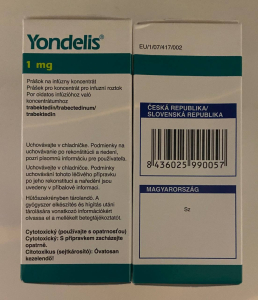 Yondelis®
1 mg
Prášok na infúzny koncentrát
Prášek pro koncentrát pro infuzní roztok
Por oldatos infúzióhoz való
koncentrátumhoz
trabektedín/trabectedinum/
trabektedin
Uchovávajte v chladničke. Podmienky na
uchovávanie po rekonštitúcii a riedení,
pozri písomnú informáciu pre používateľa.
Uchovávejte v chladničce. Podmínky
uchovávání tohoto léčivého přípravku
po jeho rekonstituci a naředění jsou
uvedeny v příbalové informaci.
Hűtőszekrényben tárolandó. A
gyógyszer elkészítés és hígítás utáni
tárolására vonatkozó információkat
olvassa el a mellékelt betegtájékoztatót.
Cytotoxický (používajte s opatrnosťou)
Cytotoxický: S přípravkem zacházejte
opatrně.
Citotoxikus (sejtkárosító): Óvatosan
kezelendő!
EU/1/07/417/002
ČESKÁ REPUBLIKA/
SLOVENSKÁ REPUBLIKA
8 436025 990057
MAGYARORSZÁG
Sz